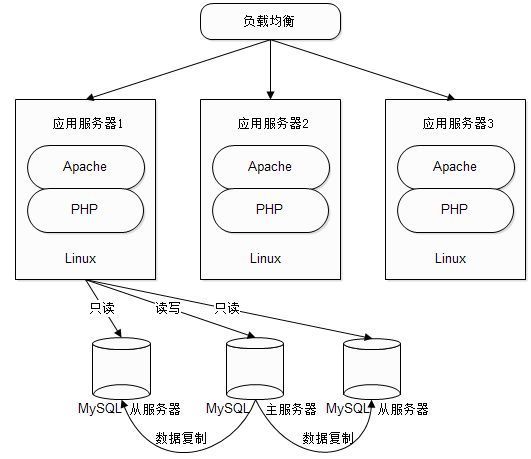 负载均衡
应用服务器1
应用服务器2
应用服务器3
Apache
Apache
Apache
PHP
PHP
PHP
Linux
Linux
Linux
只读
读写
只读
MySQL 从服务器
MySQL 主服务器
MySQL 从服务器
数据复制
数据复制